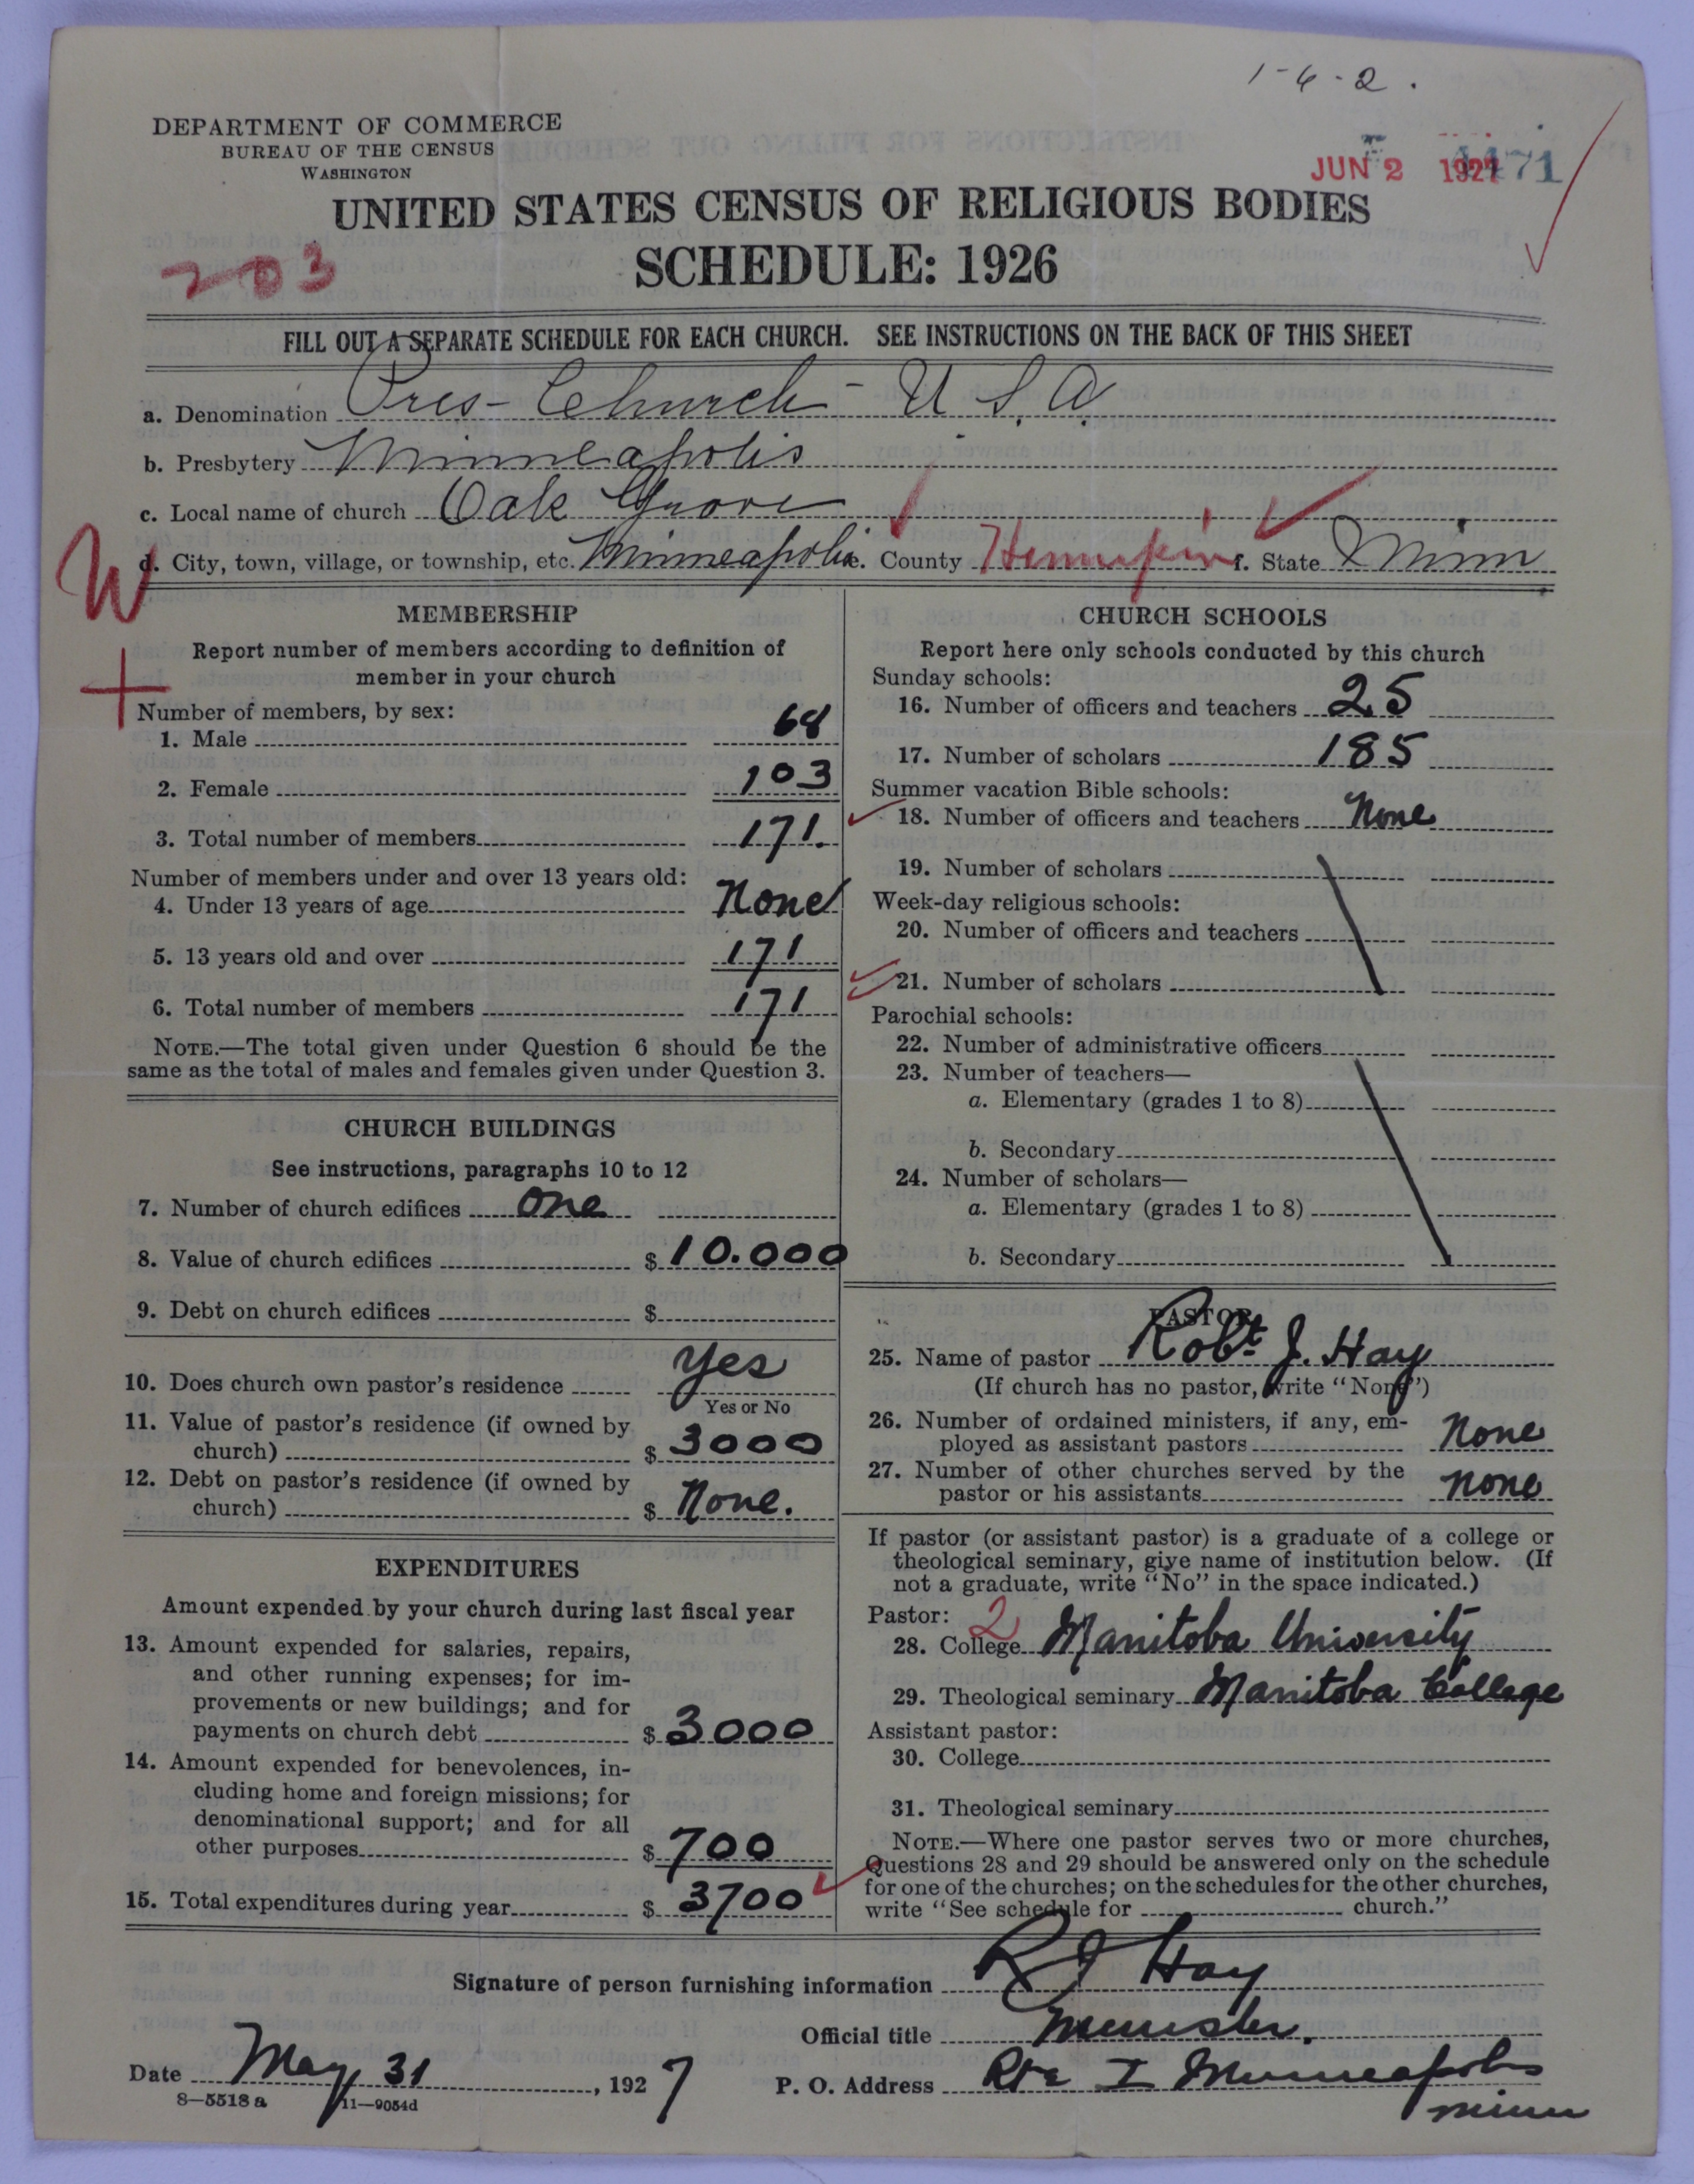 1-6-2.
DEPARTMENT OF COMMERCE
BUREAU OF THE CENSUS
WASHINGTON
JUN 2 1927
UNITED STATES CENSUS OF RELIGIOUS BODIES
203
SCHEDULE: 1926
FILL OUT A SEPARATE SCHEDULE FOR EACH CHURCH. SEE INSTRUCTIONS ON THE BACK OF THIS SHEET
a. Denomination Pres- Church - U.S.A.
b. Presbytery Minneapolis
c. Local name of church Oak Grove
W
d. City, town, village, or township, etc. Minneapolis e. County Hennepin f. State Minn
MEMBERSHIP
Report number of members according to definition of
member in your church
+
Number of members, by sex:
1. Male 68
2. Female 103
3. Total number of members 171.
Number of members under and over 13 years old:
4. Under 13 years of age None
5. 13 years old and over 171
6. Total number of members 171
NOTE.—The total given under Question 6 should be the
same as the total of males and females given under Question 3.
CHURCH BUILDINGS
See instructions, paragraphs 10 to 12
7. Number of church edifices one
8. Value of church edifices $ 10.000
9. Debt on church edifices $
10. Does church own pastor's residence Yes
Yes or No
11. Value of pastor's residence (if owned by
church) $ 3000
12. Debt on pastor's residence (if owned by
church) $ None.
EXPENDITURES
Amount expended by your church during last fiscal year
13. Amount expended for salaries, repairs,
and other running expenses; for im-
provements or new buildings; and for
payments on church debt $ 3000
14. Amount expended for benevolences, in-
cluding home and foreign missions; for
denominational support; and for all
other purposes $ 700
15. Total expenditures during year $ 3700
CHURCH SCHOOLS
Report here only schools conducted by this church
Sunday schools:
16. Number of officers and teachers 25
17. Number of scholars 185
Summer vacation Bible schools:
18. Number of officers and teachers None
19. Number of scholars
Week-day religious schools:
20. Number of officers and teachers
21. Number of scholars
Parochial schools:
22. Number of administrative officers
23. Number of teachers—
a. Elementary (grades 1 to 8)
b. Secondary
24. Number of scholars—
a. Elementary (grades 1 to 8)
b. Secondary
PASTOR
25. Name of pastor Robt J. Hay
(If church has no pastor, write "None")
26. Number of ordained ministers, if any, em-
ployed as assistant pastors None
27. Number of other churches served by the
pastor or his assistants none
If pastor (or assistant pastor) is a graduate of a college or
theological seminary, give name of institution below. (If
not a graduate, write "No" in the space indicated.)
Pastor: 2
28. College Manitoba University
29. Theological seminary Manitoba College
Assistant pastor:
30. College
31. Theological seminary
NOTE.—Where one pastor serves two or more churches,
Questions 28 and 29 should be answered only on the schedule
for one of the churches; on the schedules for the other churches,
write "See schedule for church."
Signature of person furnishing information R J Hay
Official title Minister.
Date May 31, 1927
P. O. Address Rte I Minneapolis
Minn
8—5518a 11—9054d